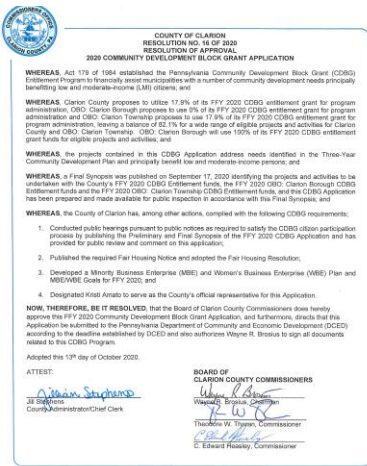 COUNTY OF CLARION
RESOLUTION NO. 16 OF 2020
RESOLUTION OF APPROVAL
2020 COMMUNITY DEVELOPMENT BLOCK GRANT APPLICATION
WHEREAS, Act 179 of 1984 established the Pennsylvania Community Development Block Grant (CDBG)
Entitlement Program to financially assist municipalities with a number of community development needs principally
benefitting low and moderate-income (LMI) citizens; and
WHEREAS, Clarion County proposes to utilize 17.9% of its FFY 2020 CDBG entitlement grant for program
administration, OBO: Clarion Borough proposes to use 0% of its FFY 2020 CDBG entitlement grant for program
administration and OBO: Clarion Township proposes to use 17.9% of its FFY 2020 CDBG entitlement grant for
program administration, leaving a balance of 82.1% for a wide range of eligible projects and activities for Clarion
County and OBO: Clarion Township. OBO: Clarion Borough will use 100% of its FFY 2020 CDBG entitlement
grant funds for eligible projects and activities; and
WHEREAS, the projects contained in this CDBG Application address needs identified in the Three-Year
Community Development Plan and principally benefit low and moderate-income persons; and
WHEREAS, a Final Synopsis was published on September 17, 2020 identifying the projects and activities to be
undertaken with the County's FFY 2020 CDBG Entitlement funds, the FFY 2020 OBO: Clarion Borough CDBG
Entitlement funds and the FFY 2020 OBO: Clarion Township CDBG Entitlement funds, and this CDBG Application
has been prepared and made available for public inspection in accordance with this Final Synopsis; and
WHEREAS, the County of Clarion has, among other actions, complied with the following CDBG requirements;
1. Conducted public hearings pursuant to public notices as required to satisfy the CDBG citizen participation
process by publishing the Preliminary and Final Synopsis of the FFY 2020 CDBG Application and has
provided for public review and comment on this application;
2. Published the required Fair Housing Notice and adopted the Fair Housing Resolution;
3. Developed a Minority Business Enterprise (MBE) and Women's Business Enterprise (WBE) Plan and
MBE/WBE Goals for FFY 2020; and
4. Designated Kristi Amato to serve as the County's official representative for this Application.
NOW, THEREFORE, BE IT RESOLVED, that the Board of Clarion County Commissioners does hereby
approve this FFY 2020 Community Development Block Grant Application, and furthermore, directs that this
Application be submitted to the Pennsylvania Department of Community and Economic Development (DCED)
according to the deadline established by DCED and also authorizes Wayne R. Brosius to sign all documents
related to this CDBG Program.
Adopted this 13th day of October 2020.
ATTEST:
BOARD OF
CLARION COUNTY COMMISSIONERS
Jillian Stephens
Wayne R. Brosius
Jill Stephens
Wayne R. Brosius, Chairman
County Administrator/Chief Clerk
Theodore W. Tharan, Commissioner
C. Edward Heasley, Commissioner